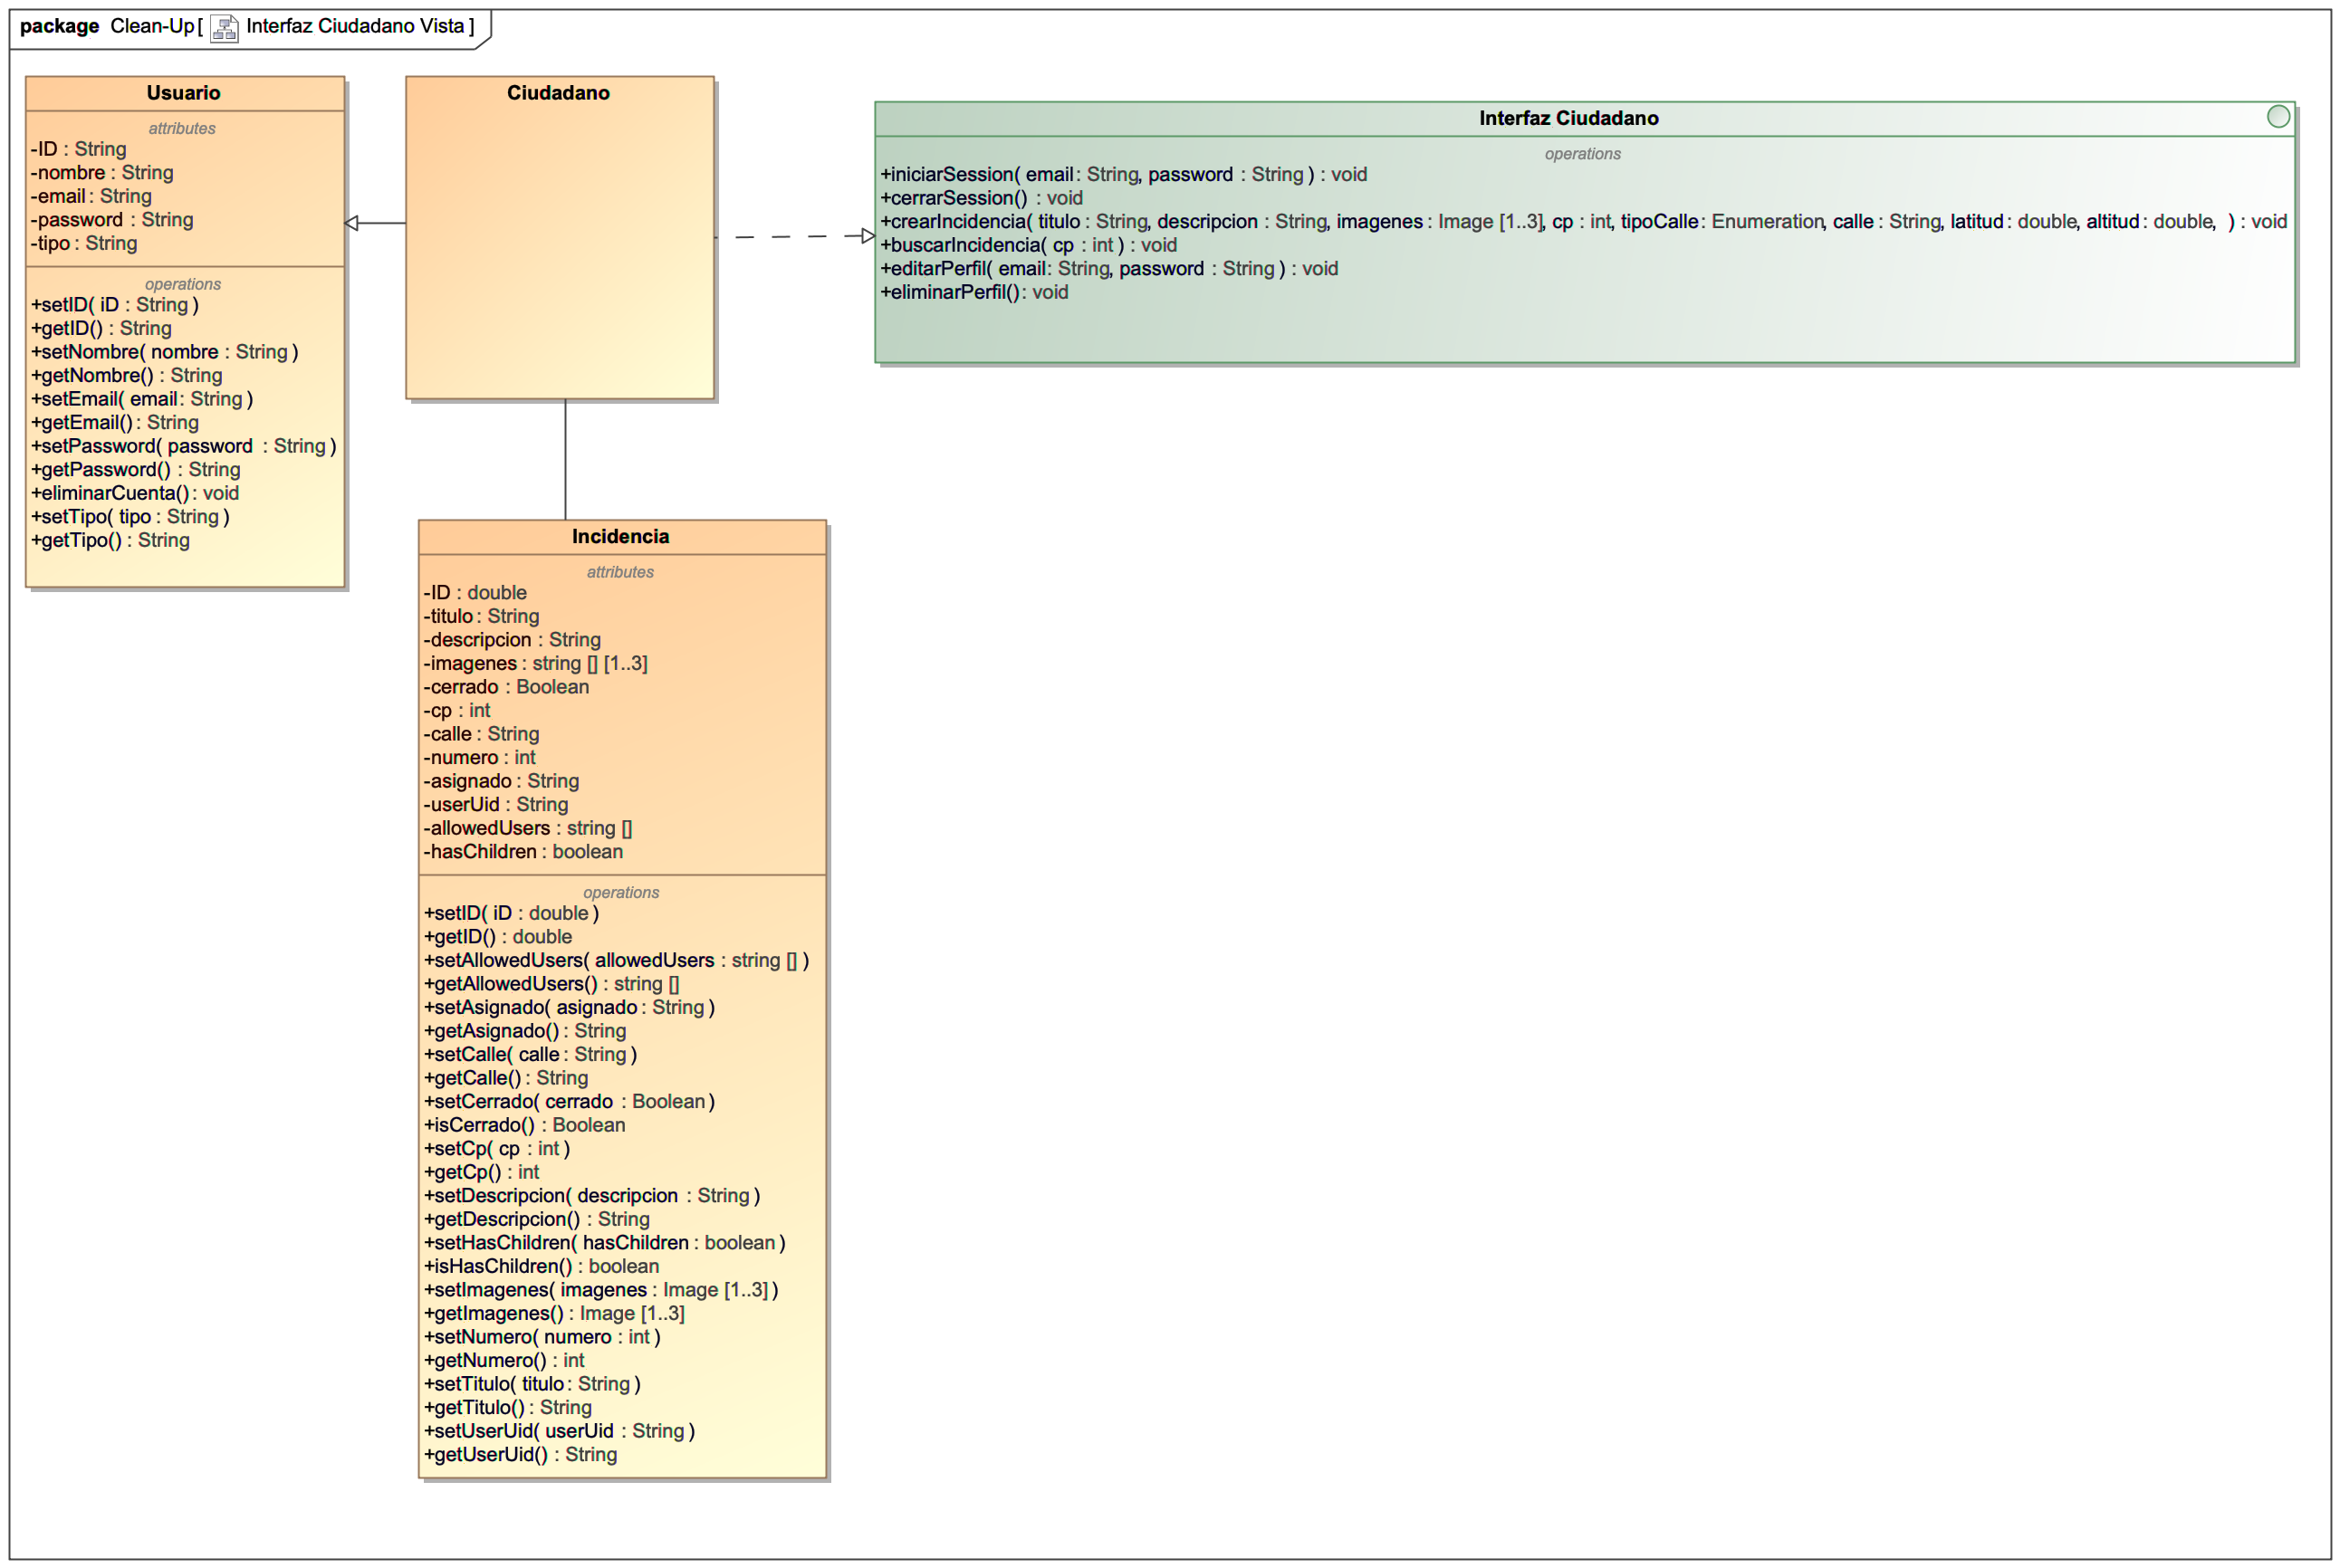 package Clean-Up[ Interfaz Ciudadano Vista ]
Usuario
attributes
-ID : String
-nombre : String
-email : String
-password : String
-tipo : String
operations
+setID( iD : String )
+getID() : String
+setNombre( nombre : String )
+getNombre() : String
+setEmail( email : String )
+getEmail() : String
+setPassword( password : String )
+getPassword() : String
+eliminarCuenta() : void
+setTipo( tipo : String )
+getTipo() : String
Ciudadano
Interfaz Ciudadano
operations
+iniciarSession( email : String, password : String ) : void
+cerrarSession() : void
+crearIncidencia( titulo : String, descripcion : String, imagenes : Image [1..3], cp : int, tipoCalle : Enumeration, calle : String, latitud : double, altitud : double, ) : void
+buscarIncidencia( cp : int ) : void
+editarPerfil( email : String, password : String ) : void
+eliminarPerfil() : void
Incidencia
attributes
-ID : double
-titulo : String
-descripcion : String
-imagenes : string [] [1..3]
-cerrado : Boolean
-cp : int
-calle : String
-numero : int
-asignado : String
-userUid : String
-allowedUsers : string []
-hasChildren : boolean
operations
+setID( iD : double )
+getID() : double
+setAllowedUsers( allowedUsers : string [] )
+getAllowedUsers() : string []
+setAsignado( asignado : String )
+getAsignado() : String
+setCalle( calle : String )
+getCalle() : String
+setCerrado( cerrado : Boolean )
+isCerrado() : Boolean
+setCp( cp : int )
+getCp() : int
+setDescripcion( descripcion : String )
+getDescripcion() : String
+setHasChildren( hasChildren : boolean )
+isHasChildren() : boolean
+setImagenes( imagenes : Image [1..3] )
+getImagenes() : Image [1..3]
+setNumero( numero : int )
+getNumero() : int
+setTitulo( titulo : String )
+getTitulo() : String
+setUserUid( userUid : String )
+getUserUid() : String